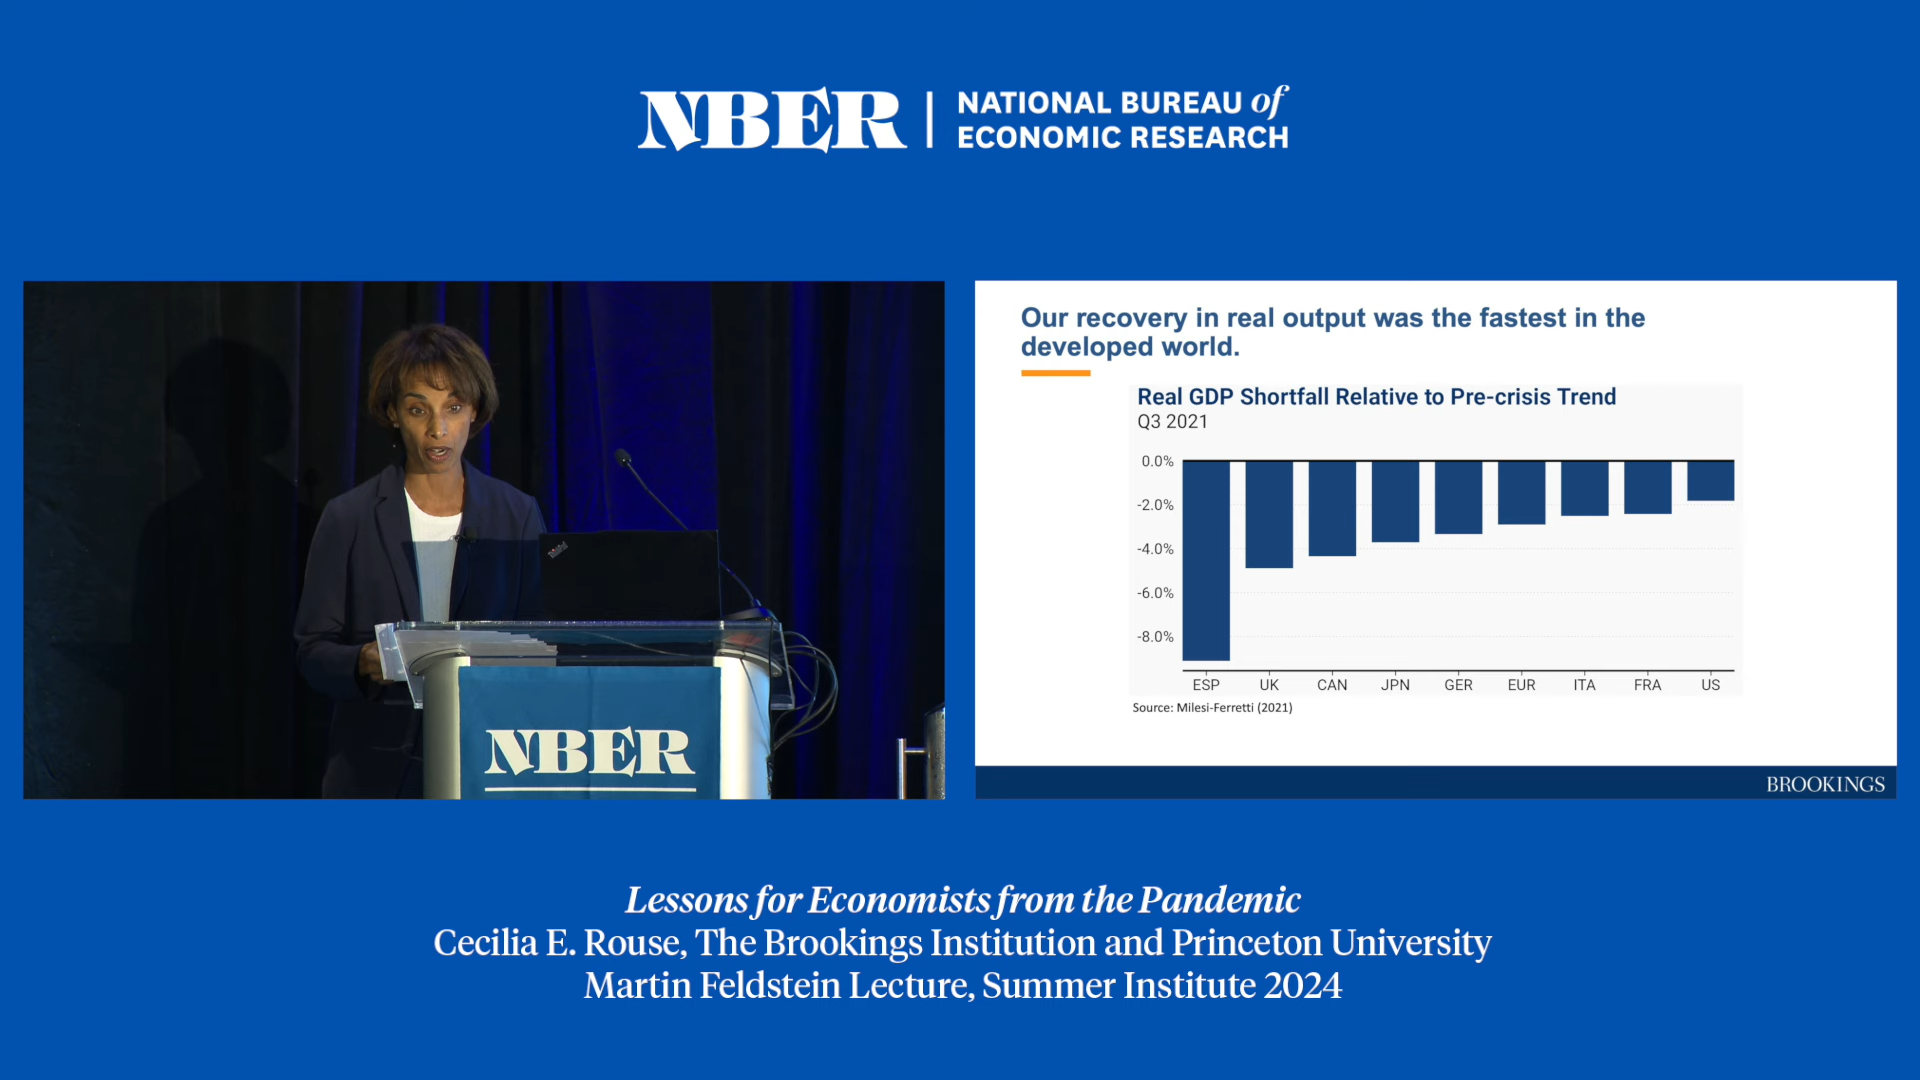 NBER
NATIONAL BUREAU of
ECONOMIC RESEARCH
NBER
Our recovery in real output was the fastest in the
developed world.
Real GDP Shortfall Relative to Pre-crisis Trend
Q3 2021
0.0%
-2.0%
-4.0%
-6.0%
-8.0%
ESP UK CAN JPN GER EUR ITA FRA US
Source: Milesi-Ferretti (2021)
BROOKINGS
Lessons for Economists from the Pandemic
Cecilia E. Rouse, The Brookings Institution and Princeton University
Martin Feldstein Lecture, Summer Institute 2024